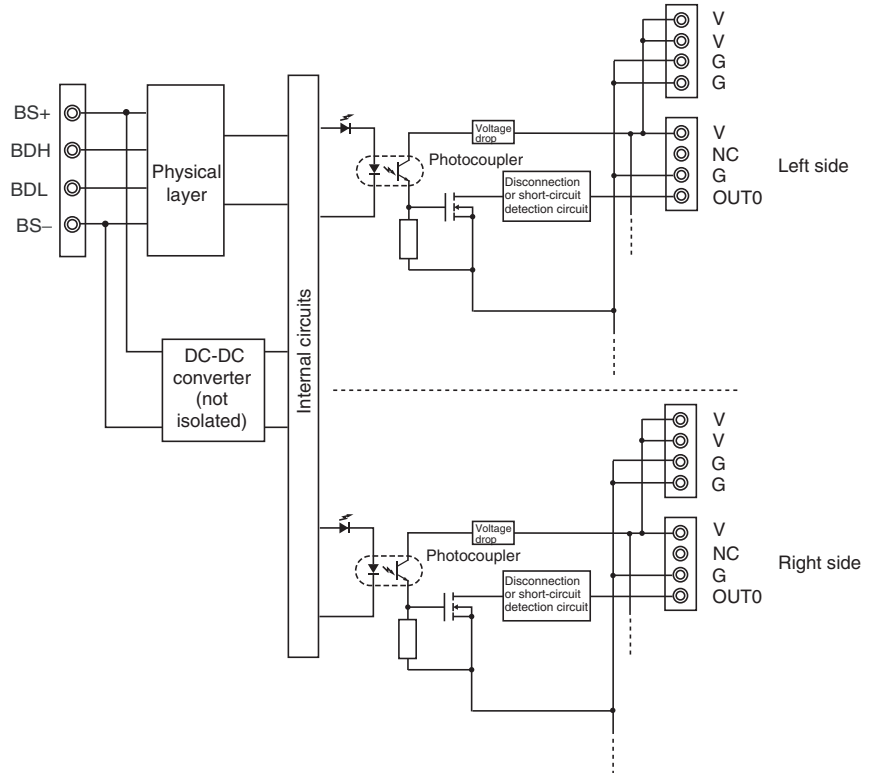 V
V
G
G
BS+
BDH
BDL
BS−
Physical
layer
Voltage
drop
Photocoupler
Disconnection
or short-circuit
detection circuit
V
NC
G
OUT0
Left side
Internal circuits
DC-DC
converter
(not
isolated)
V
V
G
G
Voltage
drop
Photocoupler
Disconnection
or short-circuit
detection circuit
V
NC
G
OUT0
Right side